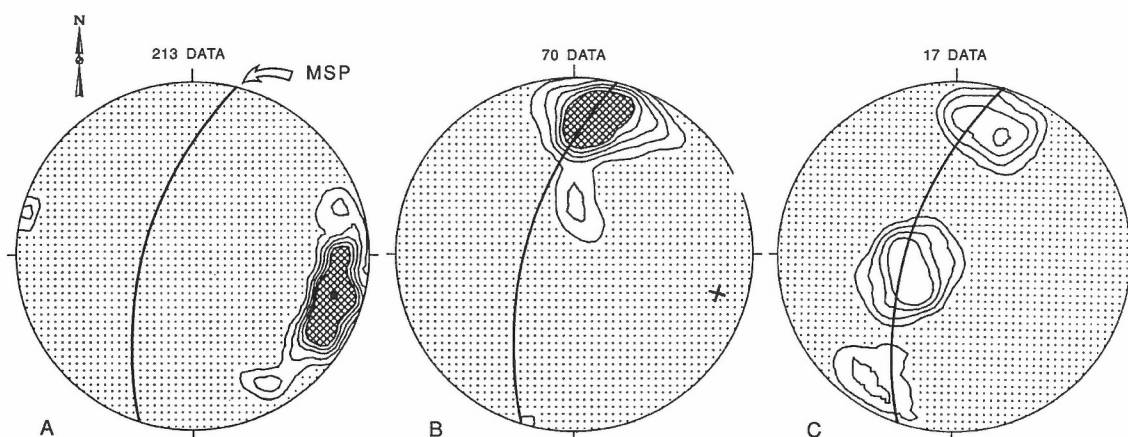 N
213 DATA
MSP
70 DATA
17 DATA
A
B
C